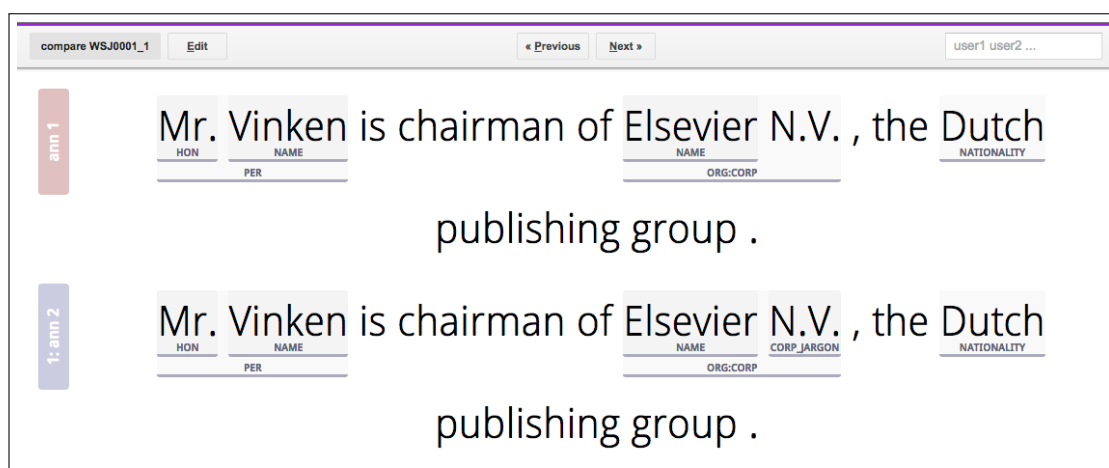 compare WSJ0001_1 Edit « Previous Next » user1 user2 ...
ann 1
Mr. Vinken is chairman of Elsevier N.V. , the Dutch
HON NAME NAME NATIONALITY
PER ORG:CORP
publishing group .
1: ann 2
Mr. Vinken is chairman of Elsevier N.V. , the Dutch
HON NAME NAME CORP_JARGON NATIONALITY
PER ORG:CORP
publishing group .